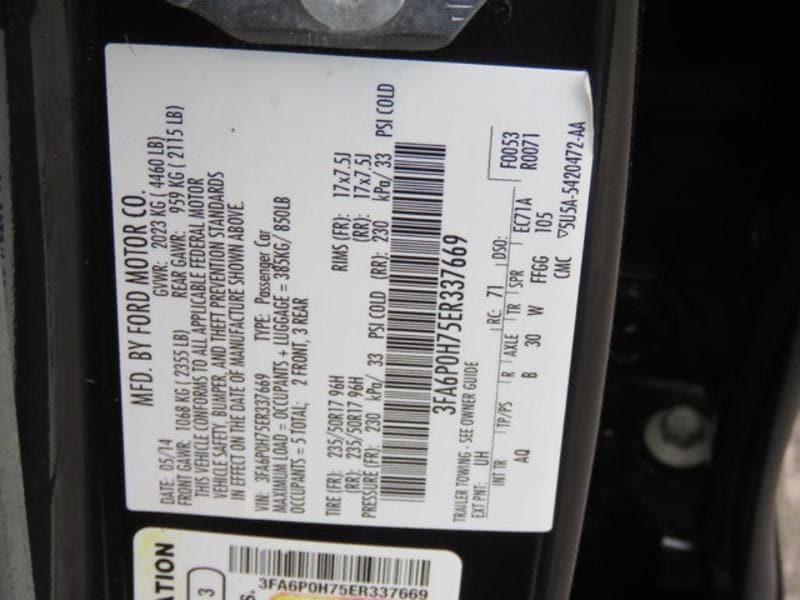 MFD. BY FORD MOTOR CO.
DATE: 05/14 GVWR: 2023 KG ( 4460 LB)
FRONT GAWR: 1068 KG ( 2355 LB) REAR GAWR: 959 KG ( 2115 LB)
THIS VEHICLE CONFORMS TO ALL APPLICABLE FEDERAL MOTOR
VEHICLE SAFETY, BUMPER, AND THEFT PREVENTION STANDARDS
IN EFFECT ON THE DATE OF MANUFACTURE SHOWN ABOVE.
VIN: 3FA6P0H75ER337669 TYPE: Passenger Car
MAXIMUM LOAD = OCCUPANTS + LUGGAGE = 385KG/ 850LB
OCCUPANTS = 5 TOTAL; 2 FRONT, 3 REAR
TIRE (FR): 235/50R17 96H RIMS (FR): 17x7.5J
(RR): 235/50R17 96H (RR): 17x7.5J
PRESSURE (FR): 230 kPa/ 33 PSI COLD (RR): 230 kPa/ 33 PSI COLD
3FA6P0H75ER337669
TRAILER TOWING - SEE OWNER GUIDE
EXT PNT: UH RC: 71 DSO: F0053
R0071
INT TR TP/PS R AXLE TR SPR EC71A
AQ B 30 W FFGG 105
CMC ▽5U5A-5420472-AA
ATION
3
S.
3FA6P0H75ER337669